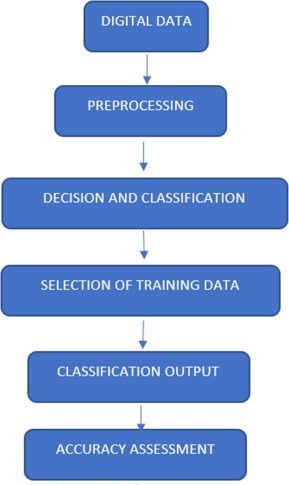 DIGITAL DATA
PREPROCESSING
DECISION AND CLASSIFICATION
SELECTION OF TRAINING DATA
CLASSIFICATION OUTPUT
ACCURACY ASSESSMENT